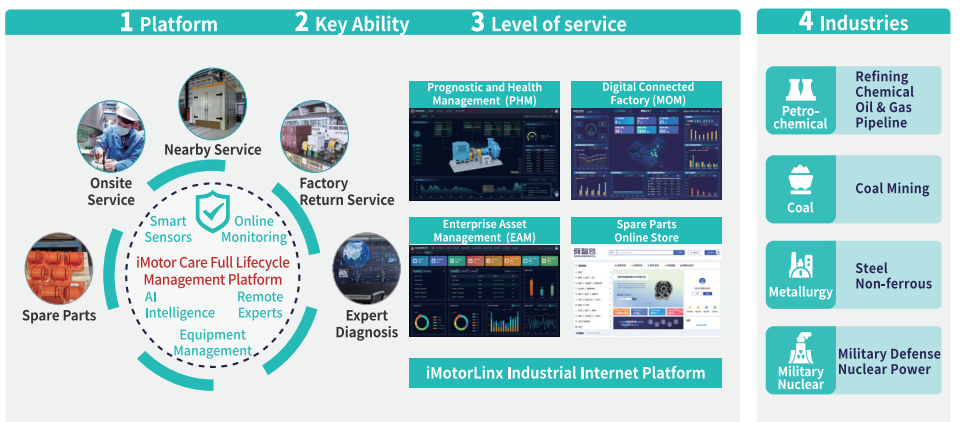 1 Platform
2 Key Ability
3 Level of service
4 Industries
Nearby Service
Onsite
Service
Factory
Return Service
Spare Parts
Expert
Diagnosis
Smart
Sensors
Online
Monitoring
iMotor Care Full Lifecycle
Management Platform
AI
Intelligence
Remote
Experts
Equipment
Management
Prognostic and Health
Management (PHM)
Digital Connected
Factory (MOM)
Enterprise Asset
Management (EAM)
Spare Parts
Online Store
iMotorLinx Industrial Internet Platform
Petro-
chemical
Refining
Chemical
Oil & Gas
Pipeline
Coal
Coal Mining
Metallurgy
Steel
Non-ferrous
Military
Nuclear
Military Defense
Nuclear Power